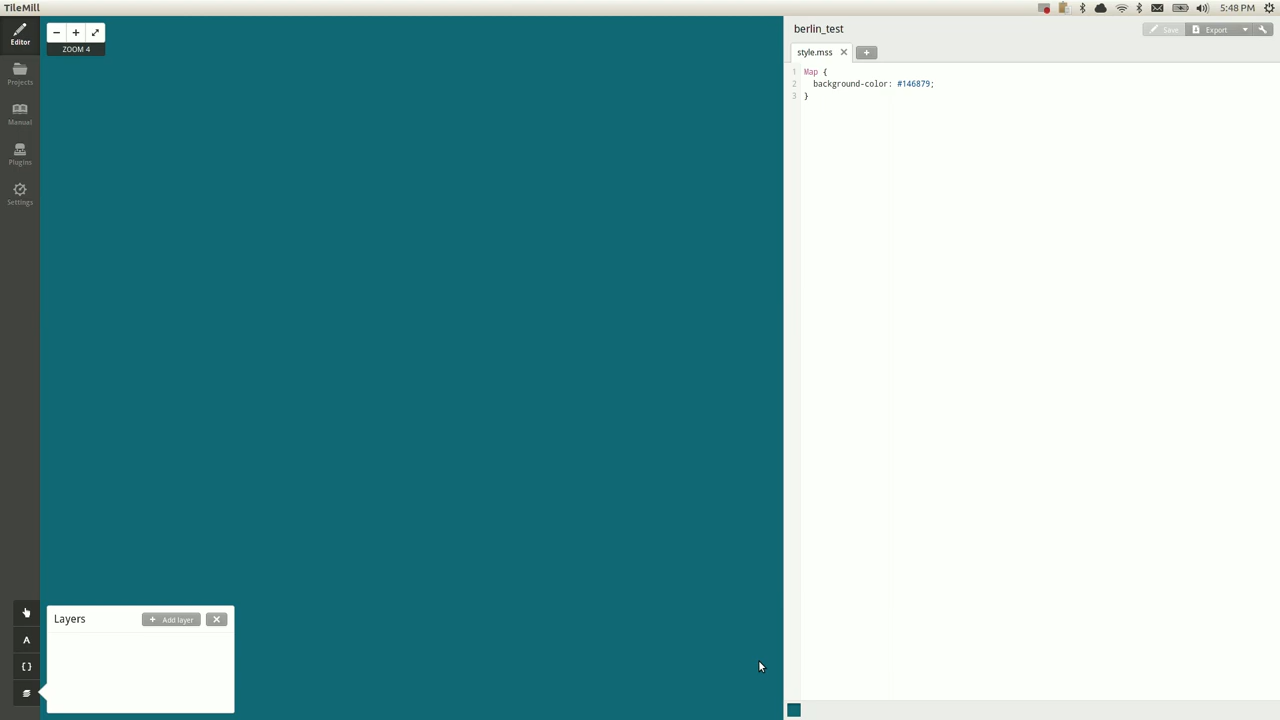 TileMill
5:48 PM
Editor
Projects
Manual
Plugins
Settings
ZOOM 4
Layers
Add layer
A
{}
berlin_test
Save
Export
style.mss
1 Map {
2 background-color: #146879;
3 }